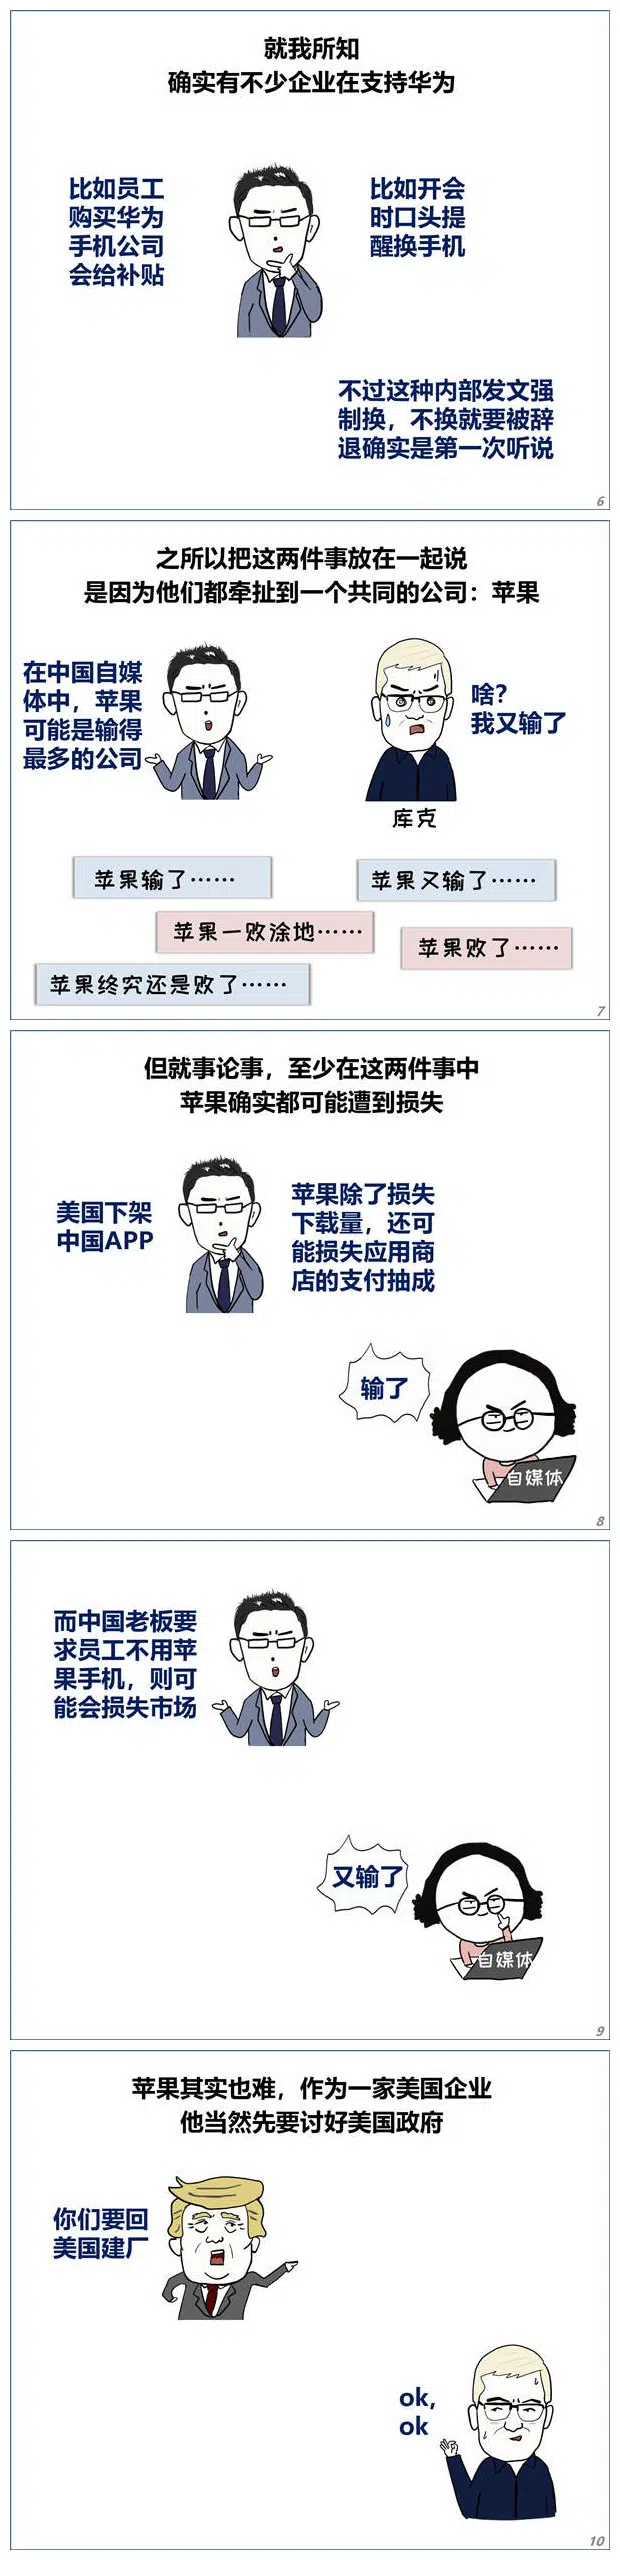 就我所知
确实有不少企业在支持华为
比如员工
购买华为
手机公司
会给补贴
比如开会
时口头提
醒换手机
不过这种内部发文强
制换，不换就要被辞
退确实是第一次听说
6
之所以把这两件事放在一起说
是因为他们都牵扯到一个共同的公司：苹果
在中国自媒
体中，苹果
可能是输得
最多的公司
啥？
我又输了
库克
苹果输了……
苹果又输了……
苹果一败涂地……
苹果败了……
苹果终究还是败了……
7
但就事论事，至少在这两件事中
苹果确实都可能遭到损失
美国下架
中国APP
苹果除了损失
下载量，还可
能损失应用商
店的支付抽成
输了
自媒体
8
而中国老板要
求员工不用苹
果手机，则可
能会损失市场
又输了
自媒体
9
苹果其实也难，作为一家美国企业
他当然先要讨好美国政府
你们要回
美国建厂
ok,
ok
10